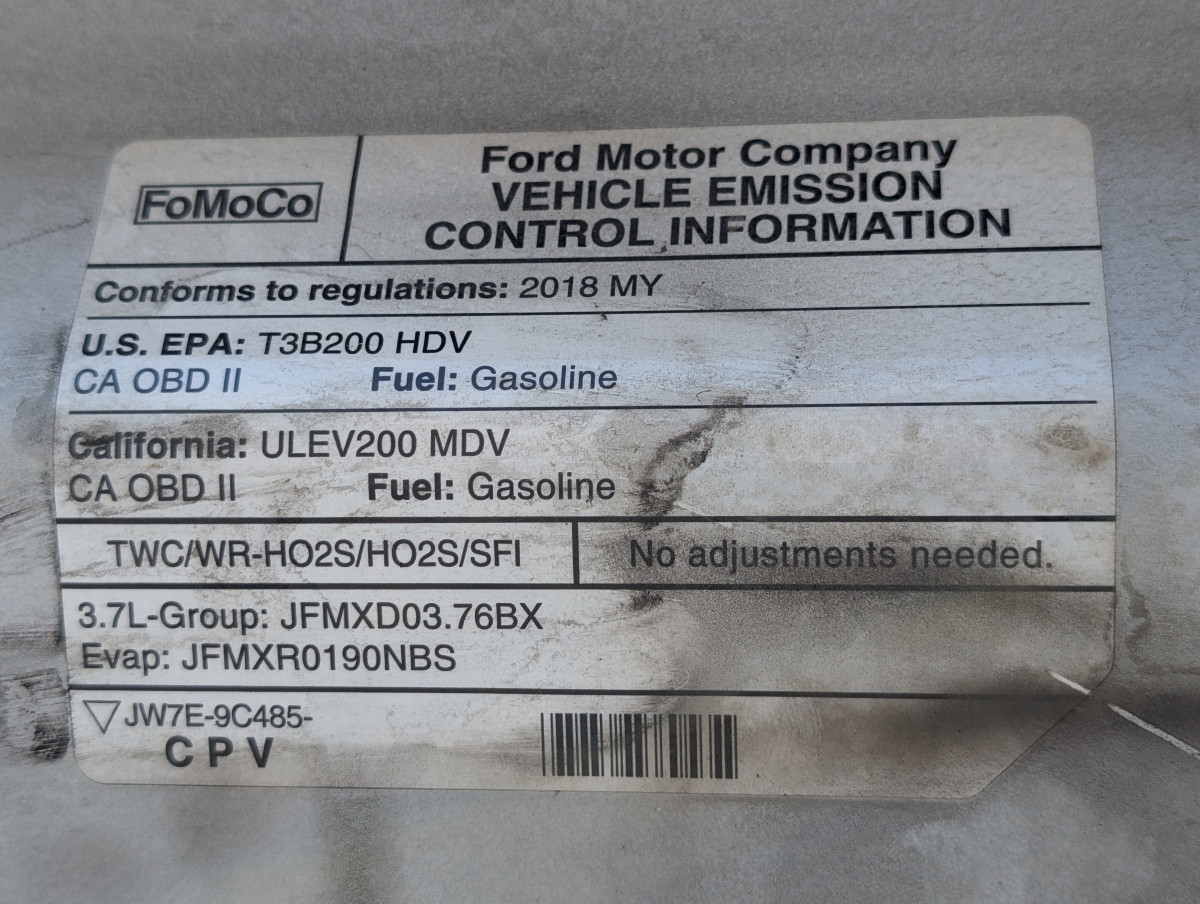 FoMoCo
Ford Motor Company
VEHICLE EMISSION
CONTROL INFORMATION
Conforms to regulations: 2018 MY
U.S. EPA: T3B200 HDV
CA OBD II Fuel: Gasoline
California: ULEV200 MDV
CA OBD II Fuel: Gasoline
TWC/WR-HO2S/HO2S/SFI
No adjustments needed.
3.7L-Group: JFMXD03.76BX
Evap: JFMXR0190NBS
JW7E-9C485-
C P V